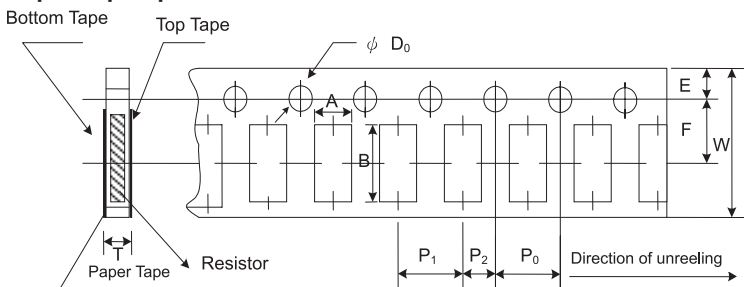 Bottom Tape
Top Tape
ϕ D₀
A
E
F
W
B
T
P₁
P₂
P₀
Direction of unreeling
Paper Tape
Resistor